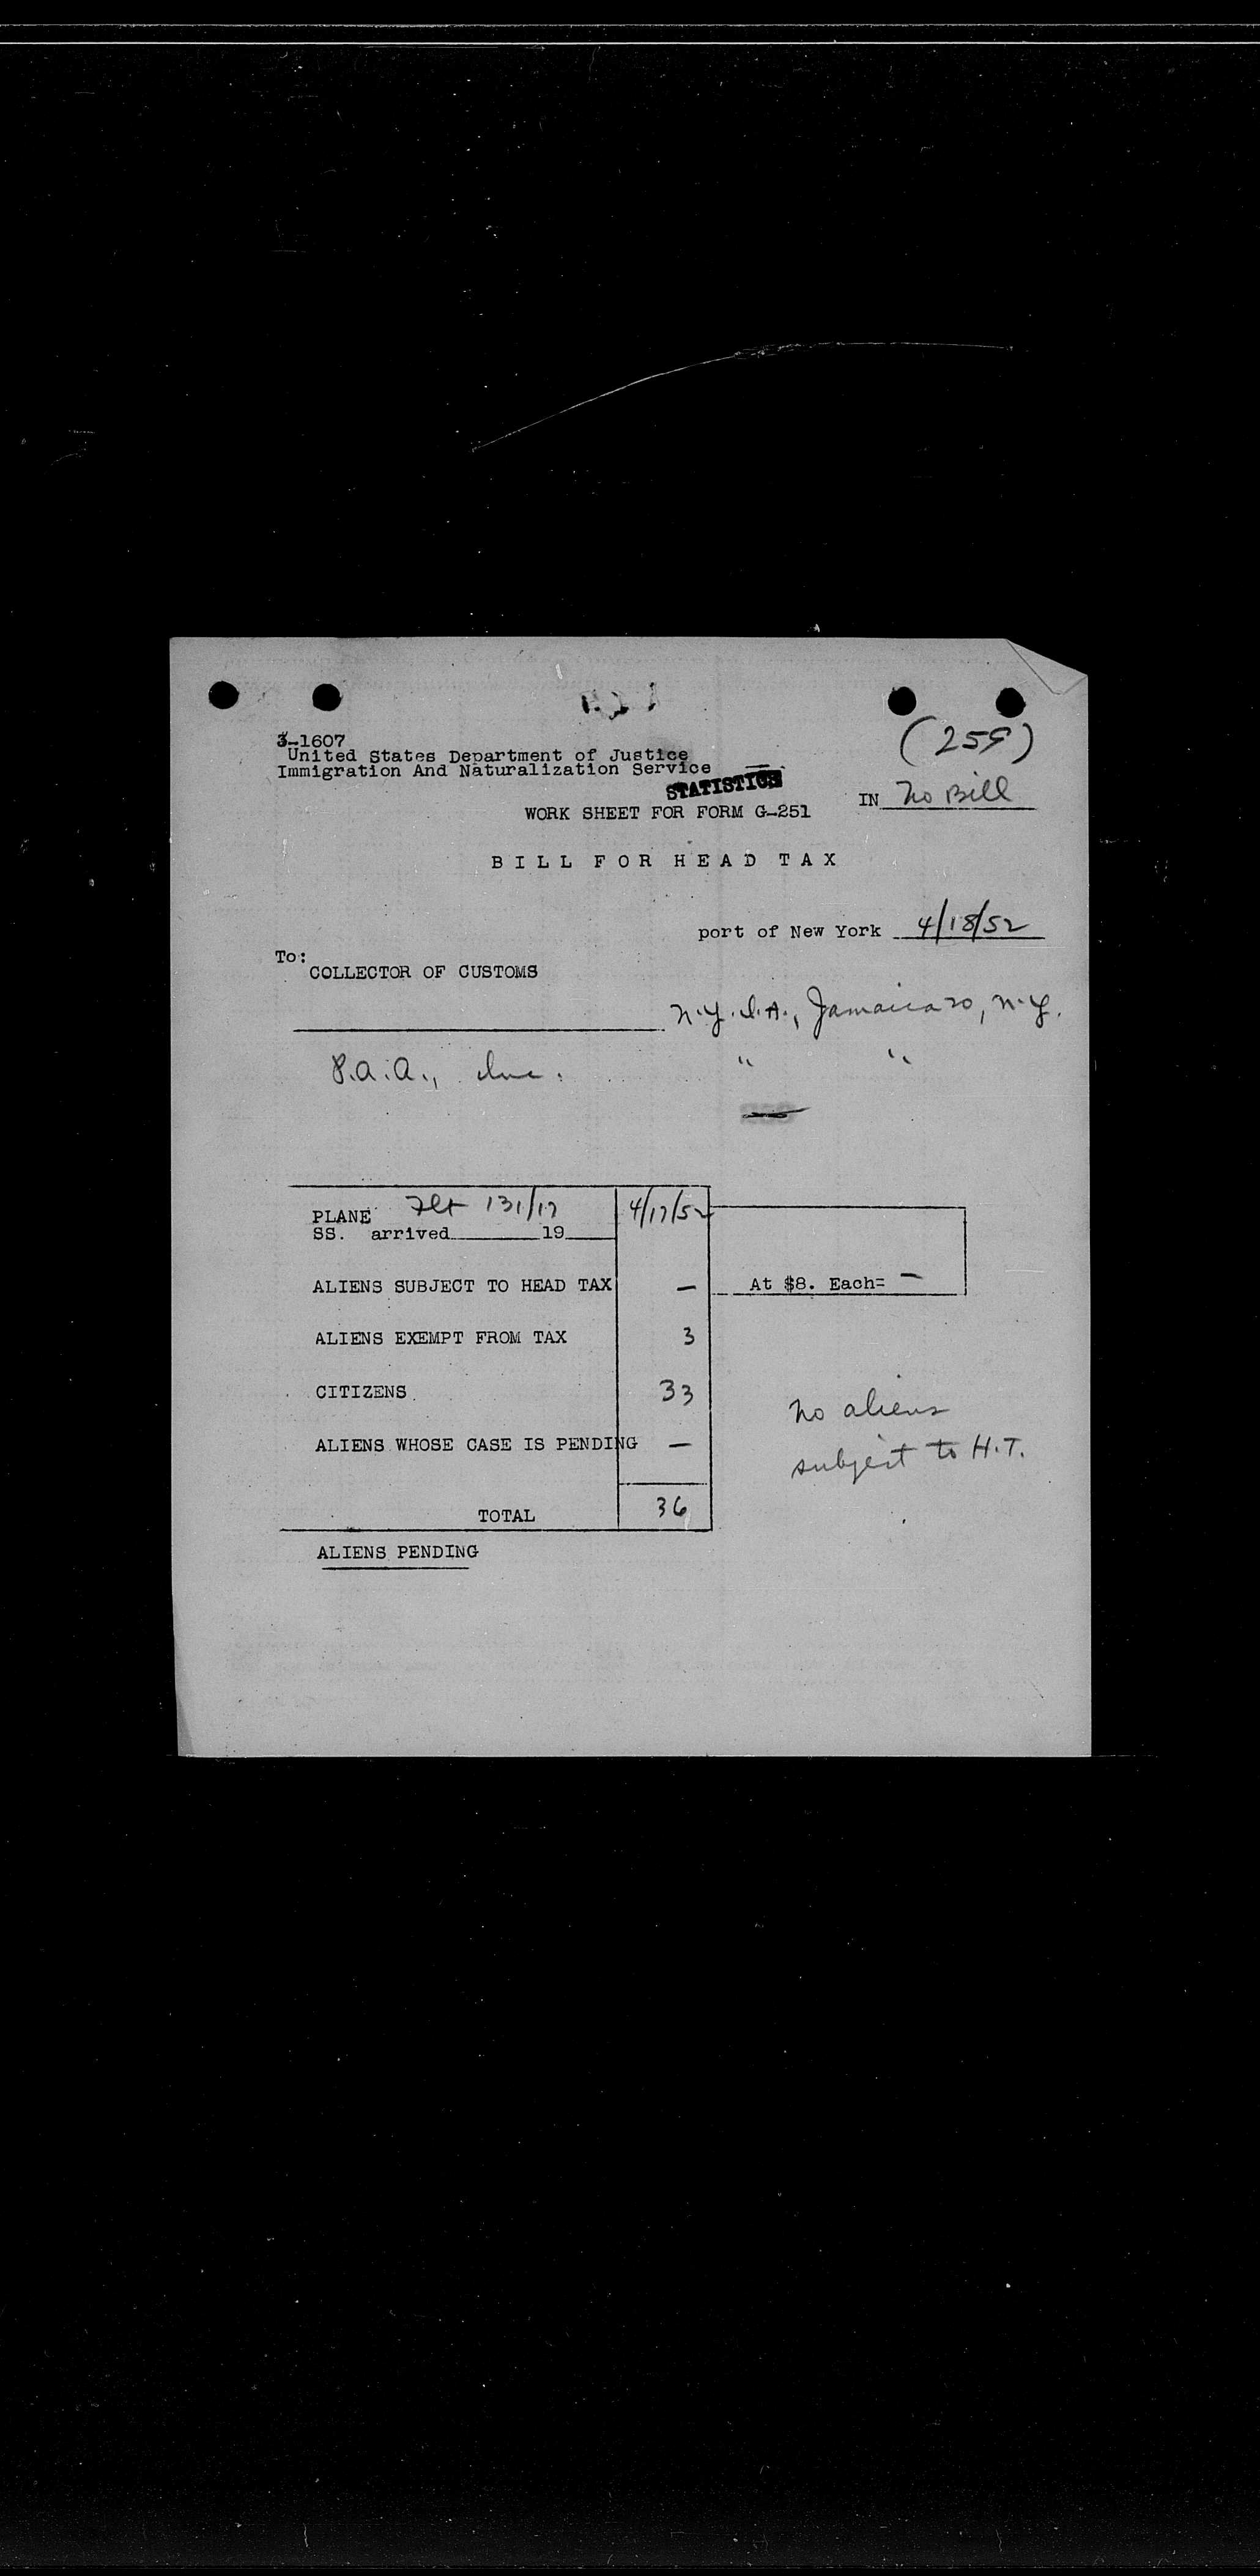 (259)
3-1607
United States Department of Justice
Immigration And Naturalization Service
STATISTICS
IN No Bill
WORK SHEET FOR FORM G-251
BILL FOR HEAD TAX
port of New York 4/18/52
To:
COLLECTOR OF CUSTOMS
N.Y.I.A., Jamaica 20, N.Y.
P.A.A., Inc. " "
PLANE Flt 131/17 4/17/52
SS. arrived 19
ALIENS SUBJECT TO HEAD TAX — At $8. Each= —
ALIENS EXEMPT FROM TAX 3
CITIZENS 33
No aliens
ALIENS WHOSE CASE IS PENDING —
subject to H.T.
TOTAL 36
ALIENS PENDING